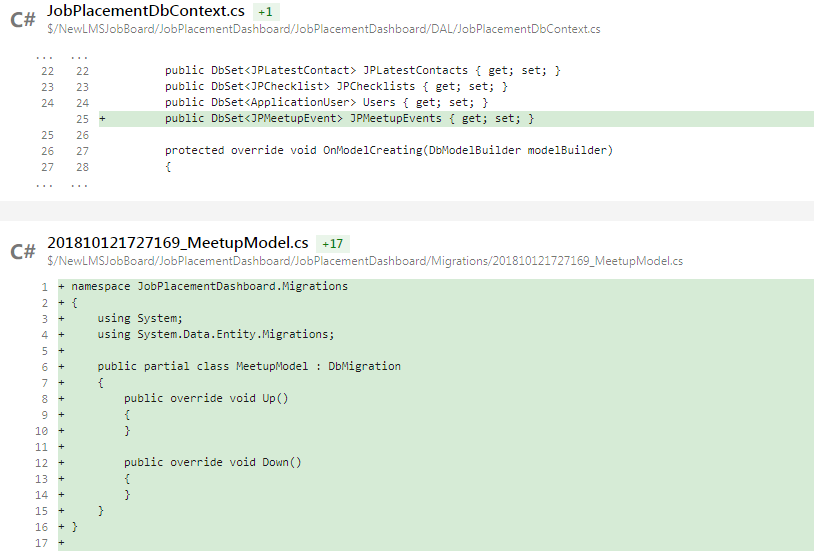 C# JobPlacementDbContext.cs +1
$/NewLMSJobBoard/JobPlacementDashboard/JobPlacementDashboard/DAL/JobPlacementDbContext.cs
... ...
22 22 public DbSet<JPLatestContact> JPLatestContacts { get; set; }
23 23 public DbSet<JPChecklist> JPChecklists { get; set; }
24 24 public DbSet<ApplicationUser> Users { get; set; }
25 + public DbSet<JPMeetupEvent> JPMeetupEvents { get; set; }
25 26
26 27 protected override void OnModelCreating(DbModelBuilder modelBuilder)
27 28 {
... ...
C# 201810121727169_MeetupModel.cs +17
$/NewLMSJobBoard/JobPlacementDashboard/JobPlacementDashboard/Migrations/201810121727169_MeetupModel.cs
1 + namespace JobPlacementDashboard.Migrations
2 + {
3 + using System;
4 + using System.Data.Entity.Migrations;
5 +
6 + public partial class MeetupModel : DbMigration
7 + {
8 + public override void Up()
9 + {
10 + }
11 +
12 + public override void Down()
13 + {
14 + }
15 + }
16 + }
17 +